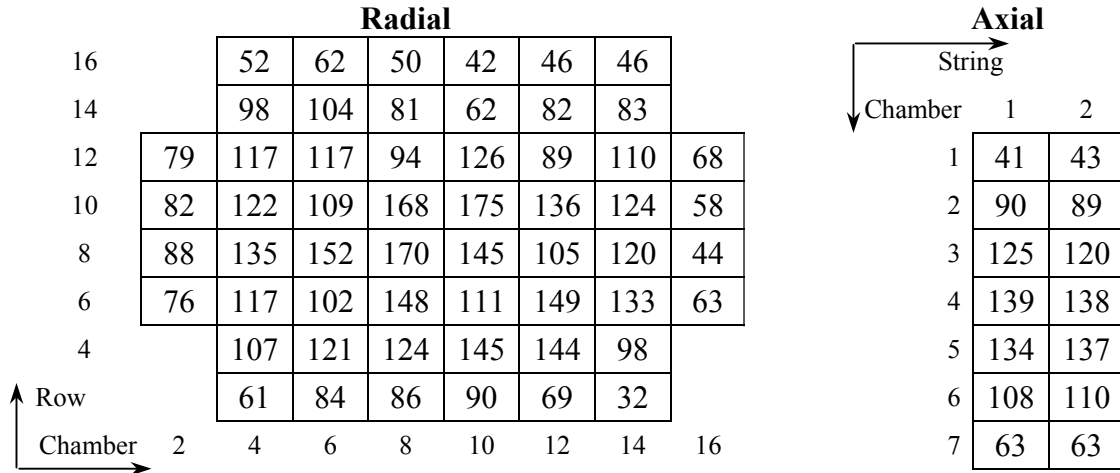 Radial
16 52 62 50 42 46 46
14 98 104 81 62 82 83
12 79 117 117 94 126 89 110 68
10 82 122 109 168 175 136 124 58
8 88 135 152 170 145 105 120 44
6 76 117 102 148 111 149 133 63
4 107 121 124 145 144 98
Row 61 84 86 90 69 32
Chamber 2 4 6 8 10 12 14 16
Axial
String
Chamber 1 2
1 41 43
2 90 89
3 125 120
4 139 138
5 134 137
6 108 110
7 63 63